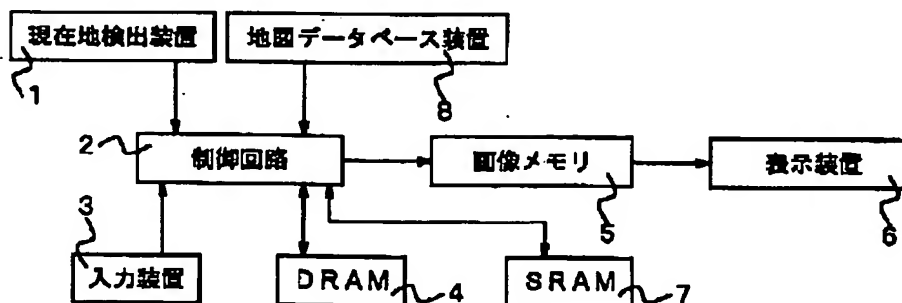 現在地検出装置
地図データベース装置
1
8
2
制御回路
画像メモリ
表示装置
5
6
3
入力装置
DRAM
4
SRAM
7